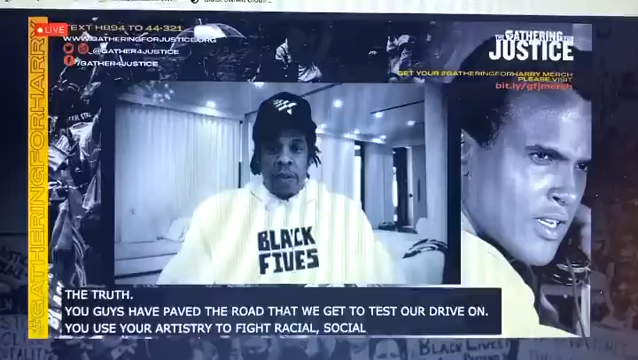 LIVE
TEXT HB94 TO 44-321
WWW.GATHERINGFORJUSTICE.ORG
@GATHER4JUSTICE
/GATHER4JUSTICE
THE GATHERING FOR
JUSTICE
GET YOUR #GATHERINGFORHARRY MERCH
PLEASE VISIT
bit.ly/gfjmerch
#GATHERINGFORHARRY
BLACK
FIVES
THE TRUTH.
YOU GUYS HAVE PAVED THE ROAD THAT WE GET TO TEST OUR DRIVE ON.
YOU USE YOUR ARTISTRY TO FIGHT RACIAL, SOCIAL
BLACK LIVES